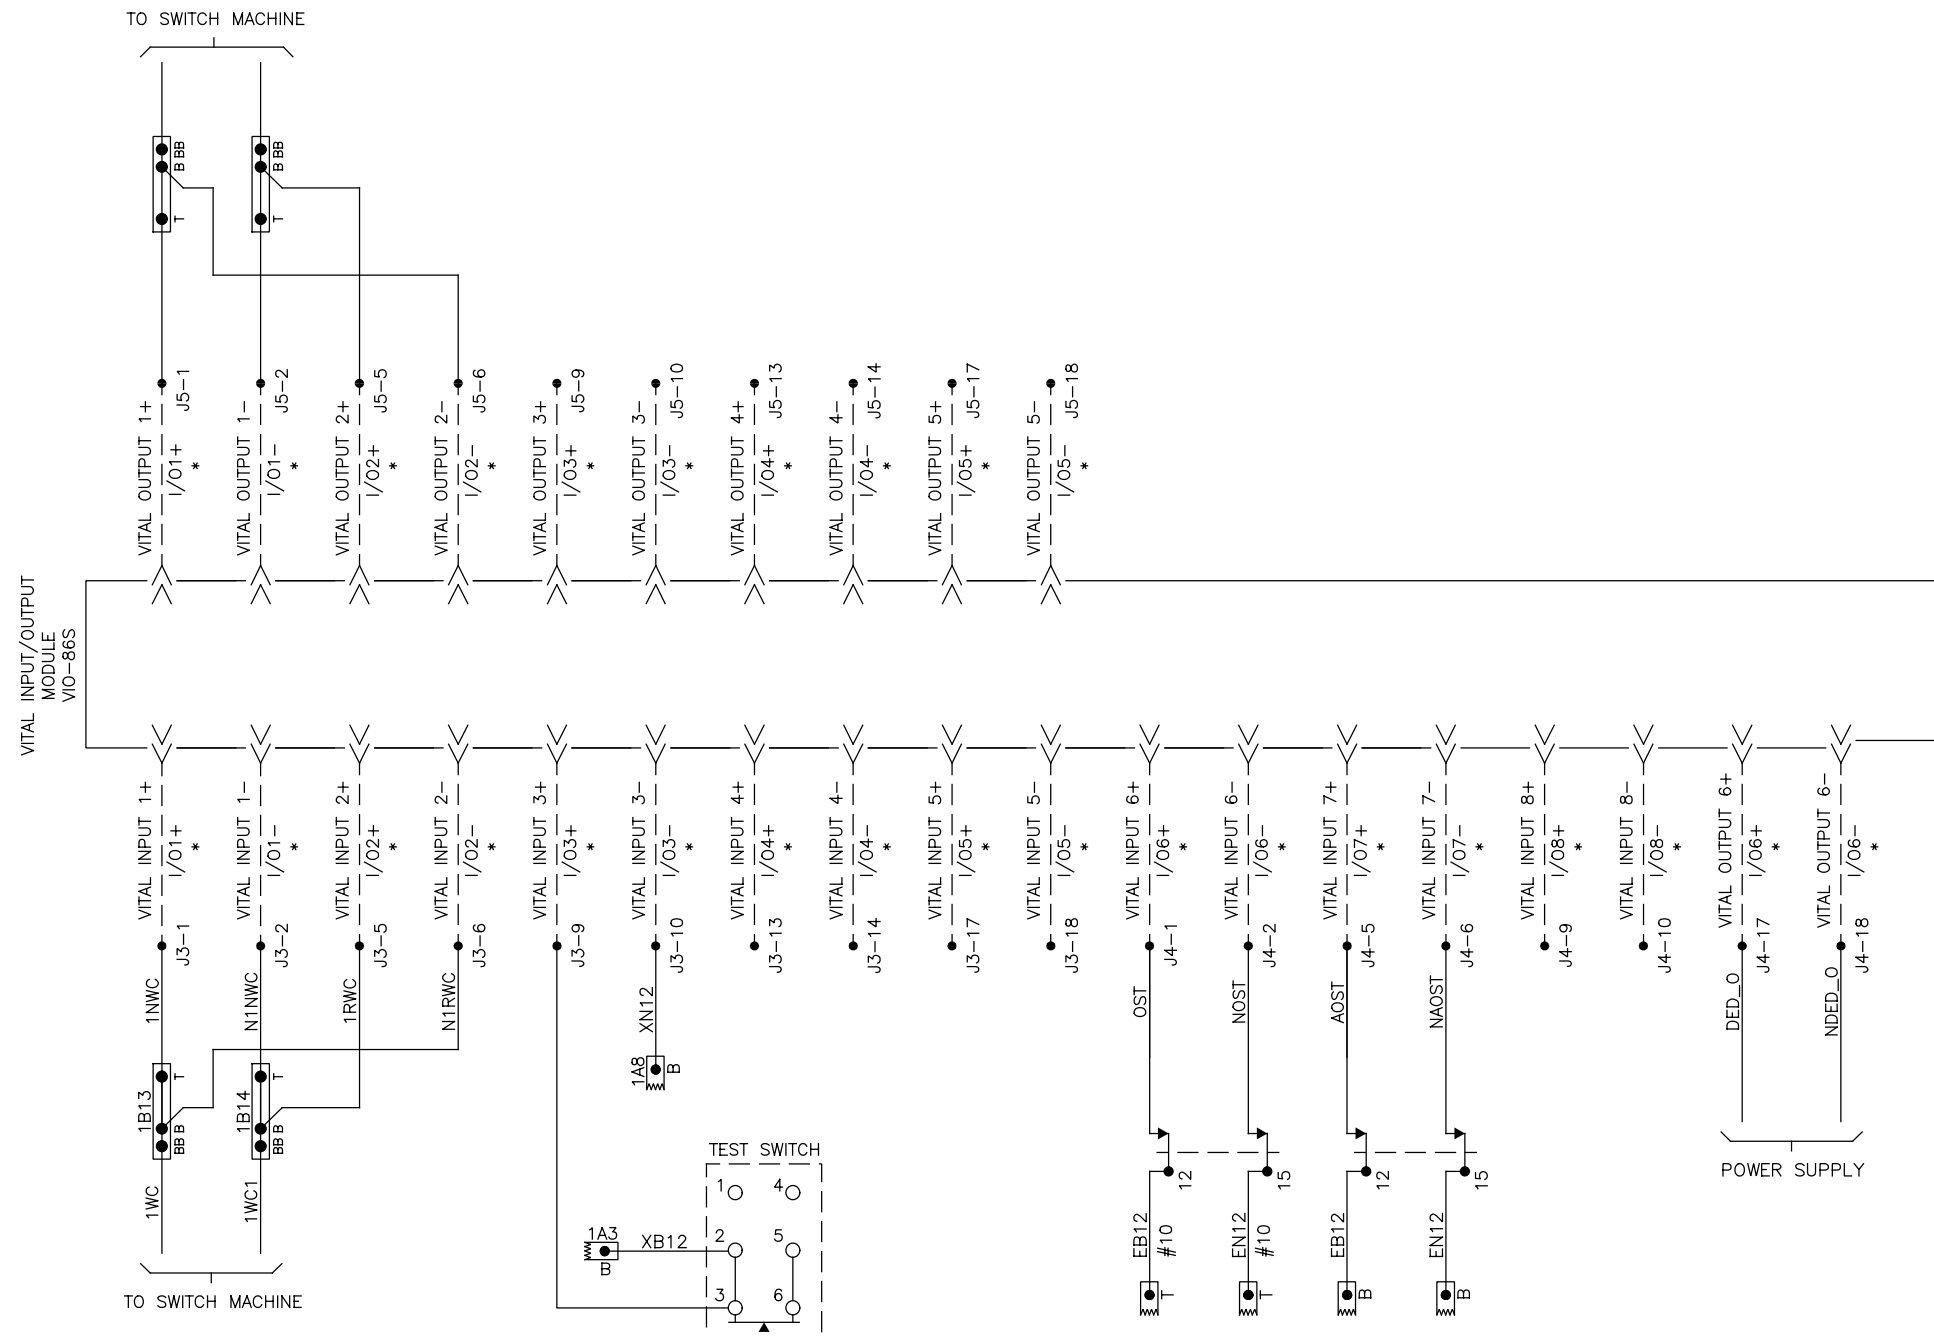 TO SWITCH MACHINE
B BB
T
B BB
T
J5-1
J5-2
J5-5
J5-6
J5-9
J5-10
J5-13
J5-14
J5-17
J5-18
VITAL OUTPUT 1+
I/O1+
*
VITAL OUTPUT 1-
I/O1-
*
VITAL OUTPUT 2+
I/O2+
*
VITAL OUTPUT 2-
I/O2-
*
VITAL OUTPUT 3+
I/O3+
*
VITAL OUTPUT 3-
I/O3-
*
VITAL OUTPUT 4+
I/O4+
*
VITAL OUTPUT 4-
I/O4-
*
VITAL OUTPUT 5+
I/O5+
*
VITAL OUTPUT 5-
I/O5-
*
VITAL INPUT/OUTPUT
MODULE
VIO-86S
VITAL INPUT 1+
I/O1+
*
VITAL INPUT 1-
I/O1-
*
VITAL INPUT 2+
I/O2+
*
VITAL INPUT 2-
I/O2-
*
VITAL INPUT 3+
I/O3+
*
VITAL INPUT 3-
I/O3-
*
VITAL INPUT 4+
I/O4+
*
VITAL INPUT 4-
I/O4-
*
VITAL INPUT 5+
I/O5+
*
VITAL INPUT 5-
I/O5-
*
VITAL INPUT 6+
I/O6+
*
VITAL INPUT 6-
I/O6-
*
VITAL INPUT 7+
I/O7+
*
VITAL INPUT 7-
I/O7-
*
VITAL INPUT 8+
I/O8+
*
VITAL INPUT 8-
I/O8-
*
VITAL OUTPUT 6+
I/O6+
*
VITAL OUTPUT 6-
I/O6-
*
J3-1
J3-2
J3-5
J3-6
J3-9
J3-10
J3-13
J3-14
J3-17
J3-18
J4-1
J4-2
J4-5
J4-6
J4-9
J4-10
J4-17
J4-18
1NWC
N1NWC
1RWC
N1RWC
XN12
OST
NOST
AOST
NAOST
DED_O
NDED_O
1B13
T
BB B
1B14
T
BB B
1A8
B
1WC
1WC1
TO SWITCH MACHINE
TEST SWITCH
1
4
2
5
3
6
1A3
B
XB12
12
15
12
15
EB12
#10
EN12
#10
EB12
EN12
T
T
B
B
POWER SUPPLY